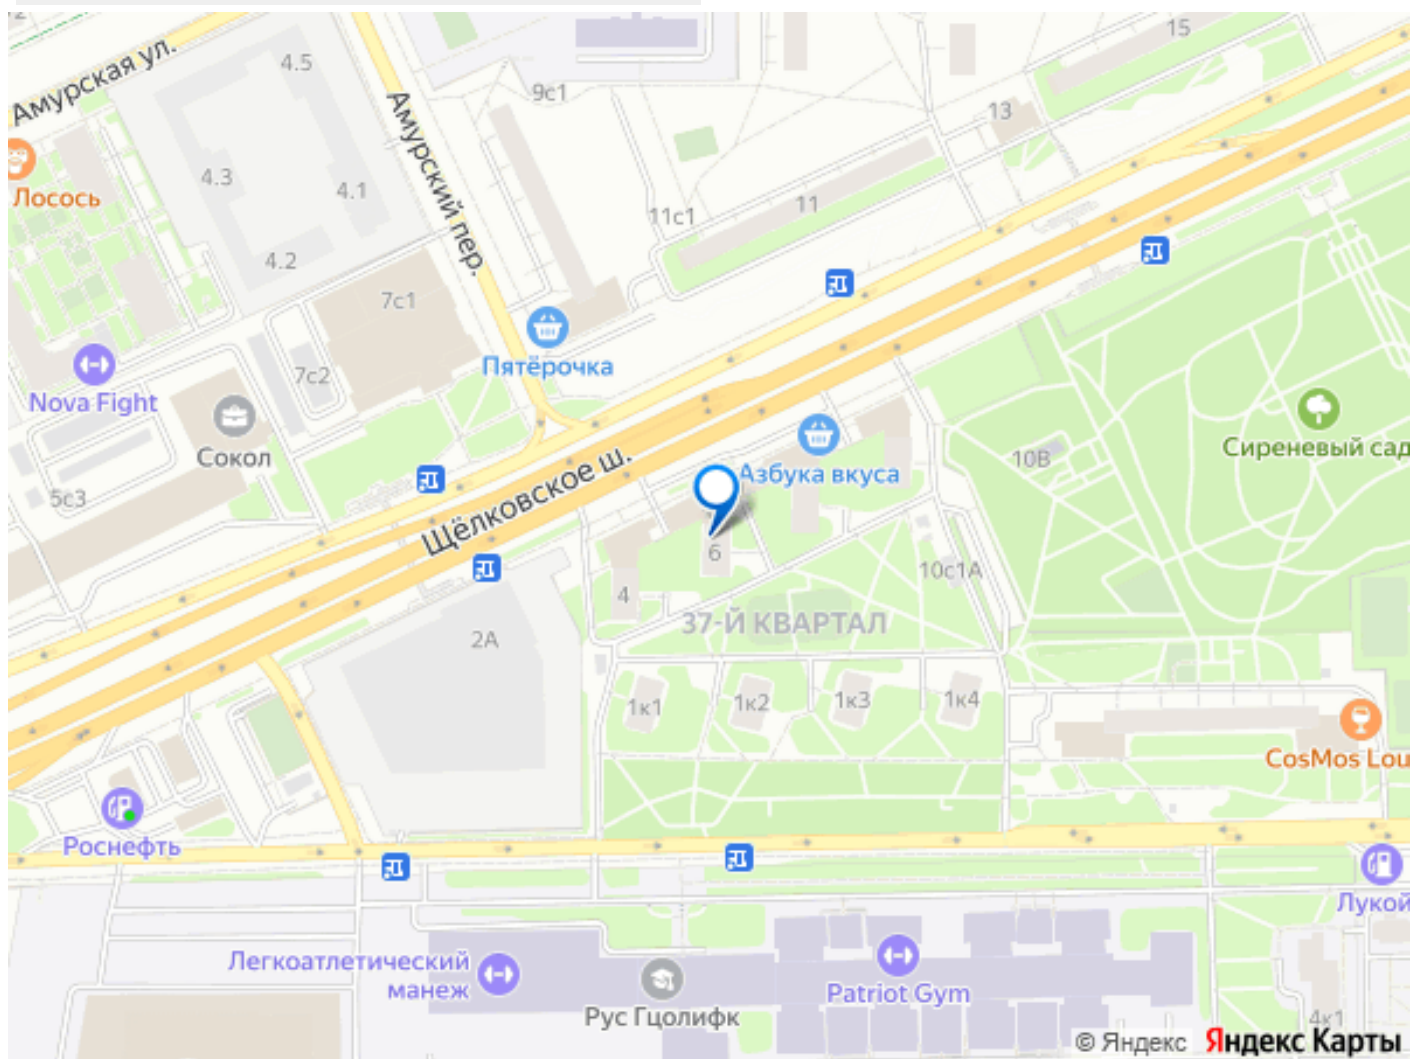 15
4.5
Амурская ул.
9с1
Амурский пер.
13
4.3
4.1
Лосось
11с1
11
4.2
7с1
Пятёрочка
7с2
Nova Fight
Сокол
Сиреневый сад
10В
Азбука вкуса
5с3
Щёлковское ш.
6
10с1А
4
37-Й КВАРТАЛ
2А
1к1
1к2
1к3
1к4
CosMos Lou
Роснефть
Лукой
Легкоатлетический
манеж
Patriot Gym
Рус Гцолифк
4к1
© Яндекс Яндекс Карты